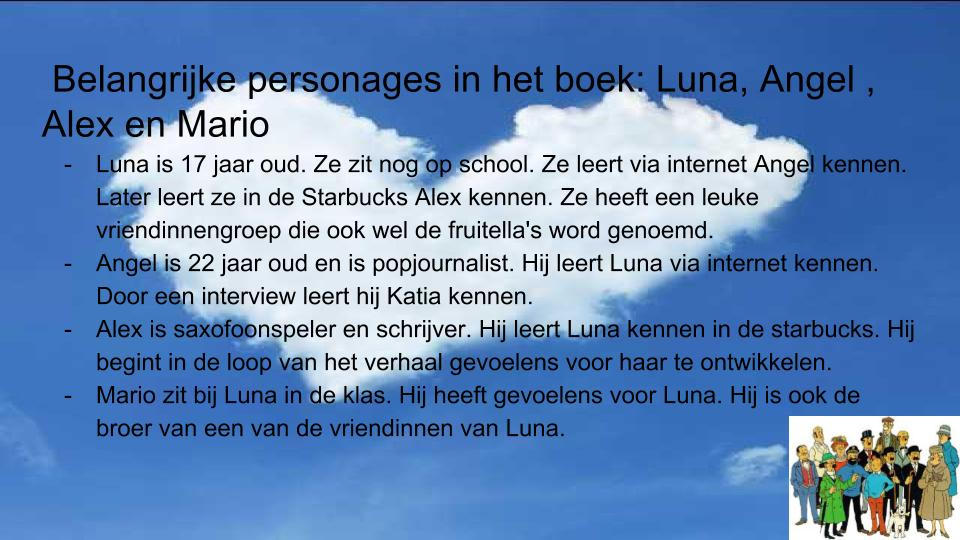 Belangrijke personages in het boek: Luna, Angel ,
Alex en Mario
- Luna is 17 jaar oud. Ze zit nog op school. Ze leert via internet Angel kennen.
Later leert ze in de Starbucks Alex kennen. Ze heeft een leuke
vriendinnengroep die ook wel de fruitella's word genoemd.
- Angel is 22 jaar oud en is popjournalist. Hij leert Luna via internet kennen.
Door een interview leert hij Katia kennen.
- Alex is saxofoonspeler en schrijver. Hij leert Luna kennen in de starbucks. Hij
begint in de loop van het verhaal gevoelens voor haar te ontwikkelen.
- Mario zit bij Luna in de klas. Hij heeft gevoelens voor Luna. Hij is ook de
broer van een van de vriendinnen van Luna.